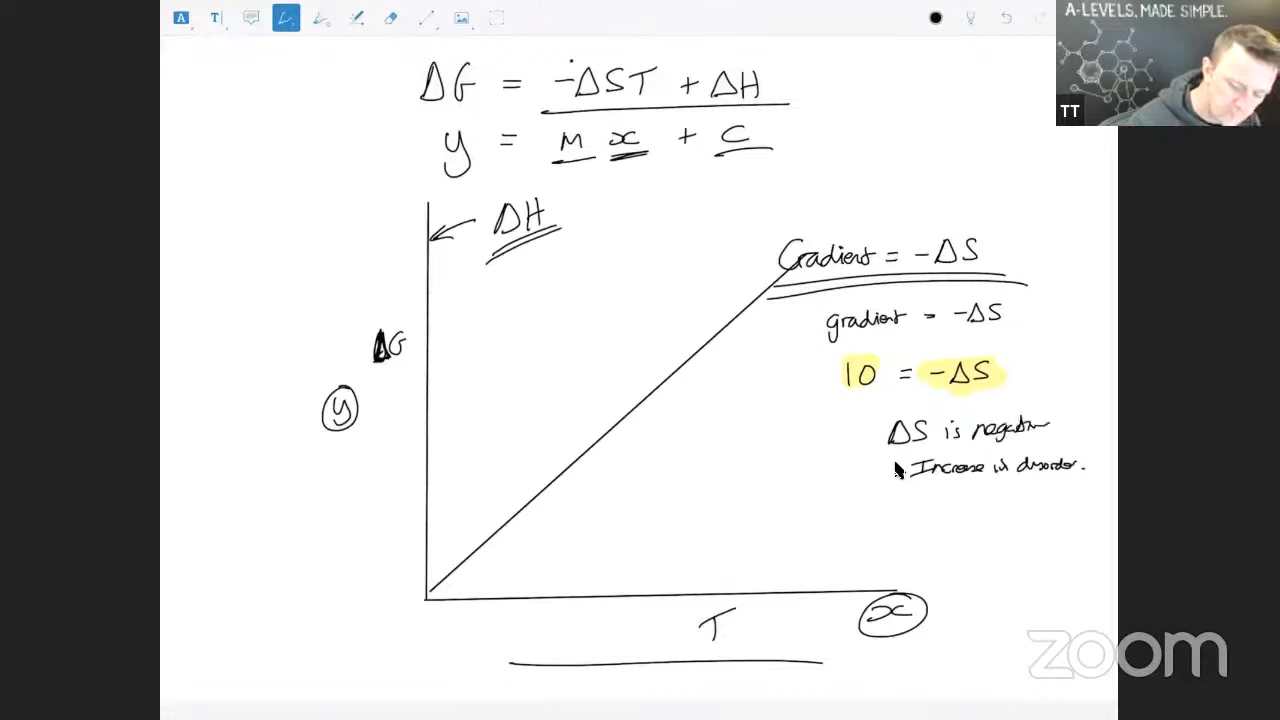 A-LEVELS, MADE SIMPLE.
TT
ΔG = -ΔST + ΔH
y = m x + c
ΔH
Gradient = -ΔS
gradient = -ΔS
ΔG
10 = -ΔS
y
ΔS is negative
Increase in disorder.
x
T
zoom